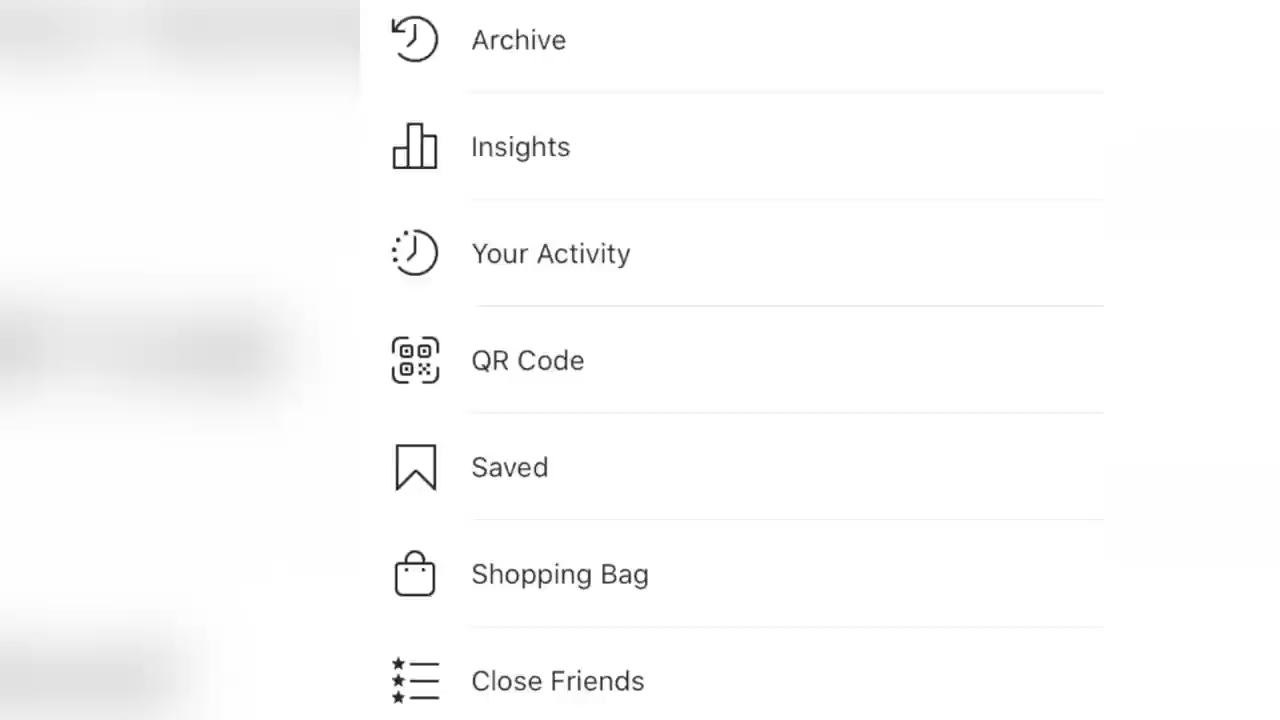 Archive
Insights
Your Activity
QR Code
Saved
Shopping Bag
Close Friends